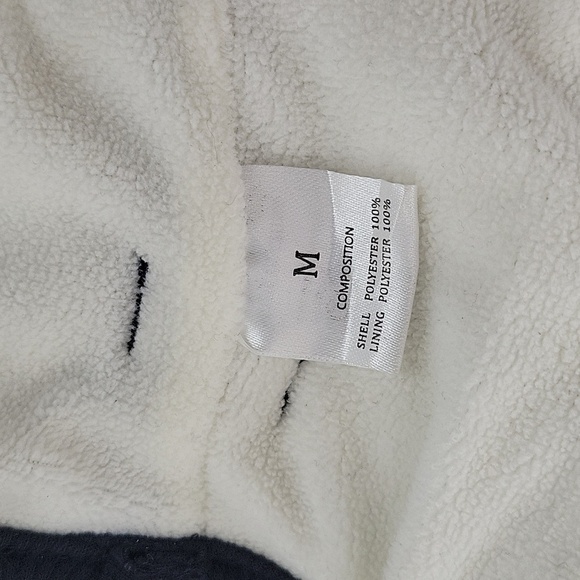 M
COMPOSITION
SHELL POLYESTER 100%
LINING POLYESTER 100%